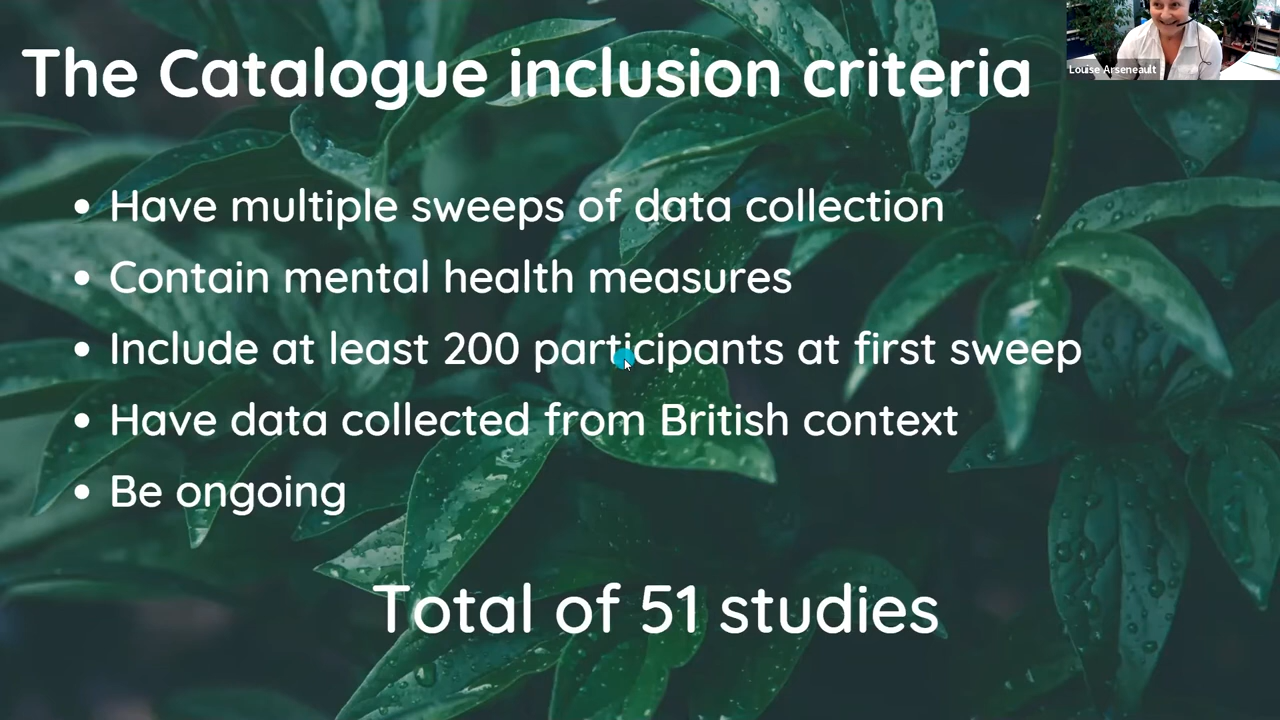 The Catalogue inclusion criteria
Louise Arseneault
• Have multiple sweeps of data collection
• Contain mental health measures
• Include at least 200 participants at first sweep
• Have data collected from British context
• Be ongoing
Total of 51 studies